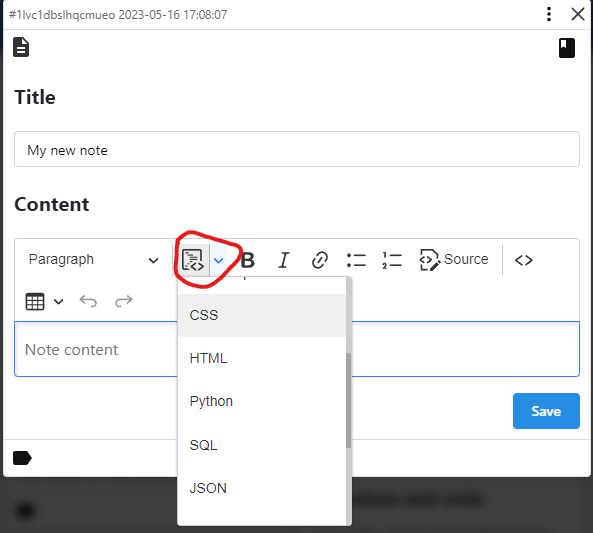 #1lvc1dbslhqcmueo 2023-05-16 17:08:07
Title
My new note
Content
Paragraph B I Source <>
CSS
Note content
HTML
Python
Save
SQL
JSON